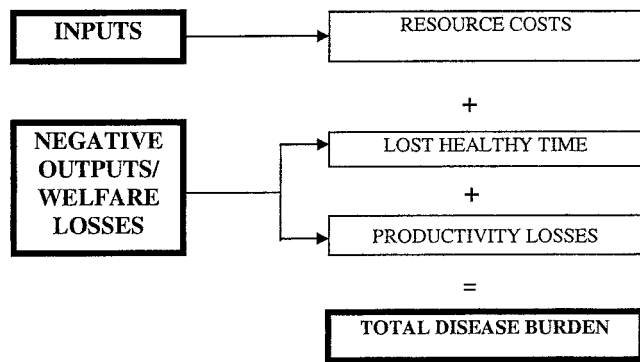 INPUTS
RESOURCE COSTS
+
NEGATIVE
OUTPUTS/
WELFARE
LOSSES
LOST HEALTHY TIME
+
PRODUCTIVITY LOSSES
=
TOTAL DISEASE BURDEN